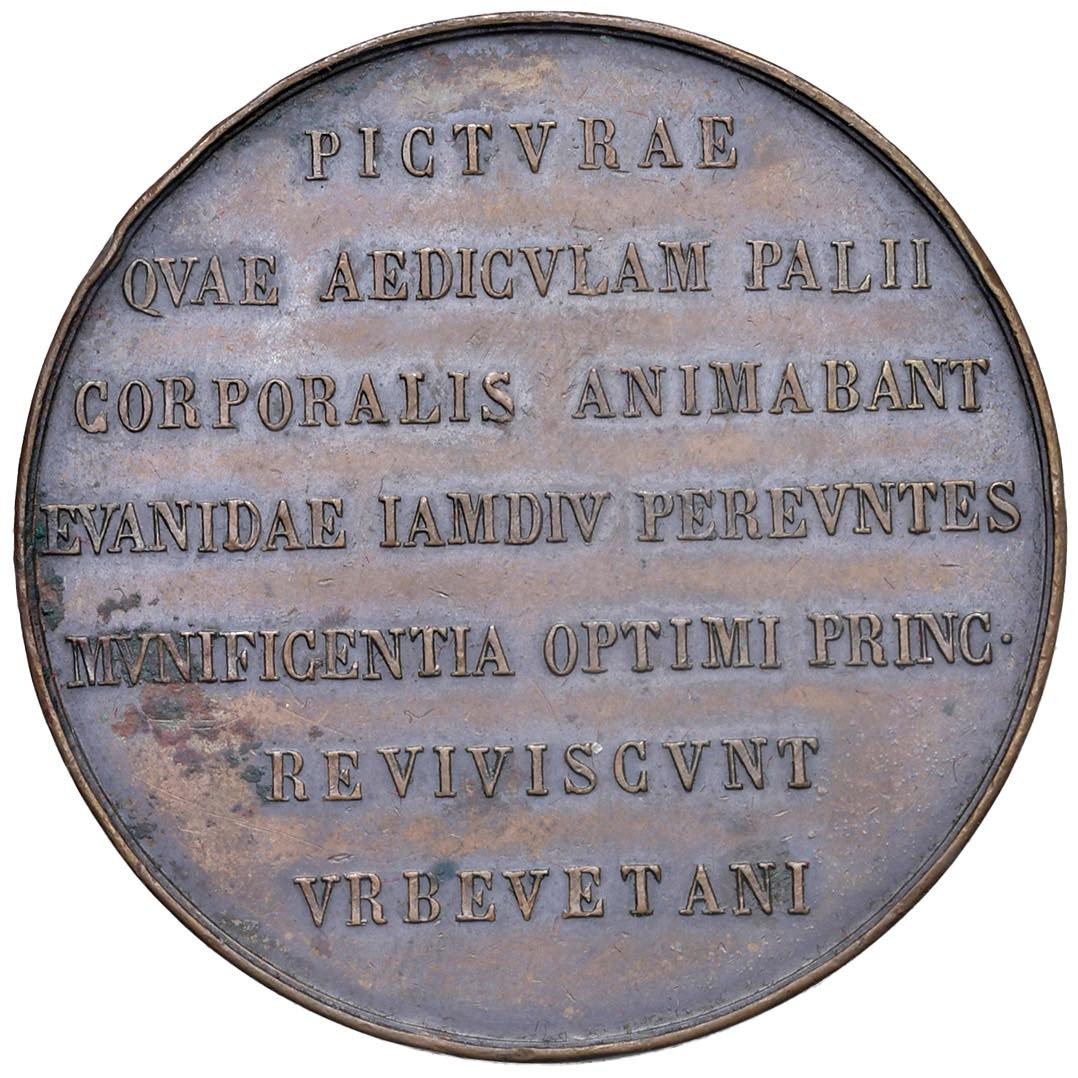 PICTVRAE
QVAE AEDICVLAM PALII
CORPORALIS ANIMABANT
EVANIDAE IAMDIV PEREVNTES
MVNIFICENTIA OPTIMI PRINC·
REVIVISCVNT
VRBEVETANI